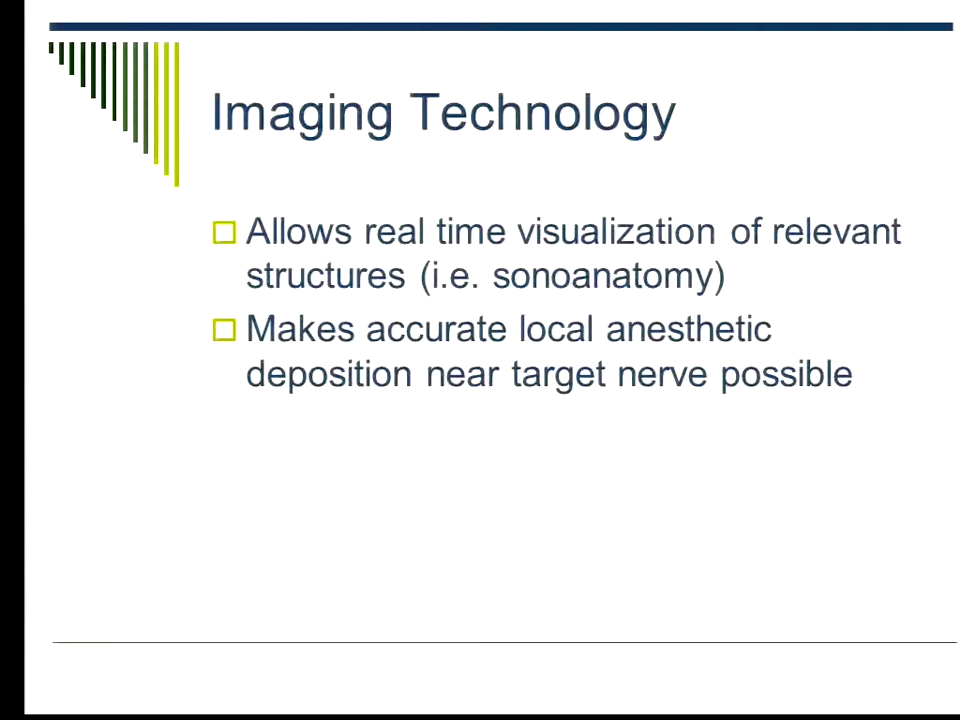 Imaging Technology
Allows real time visualization of relevant
structures (i.e. sonoanatomy)
Makes accurate local anesthetic
deposition near target nerve possible